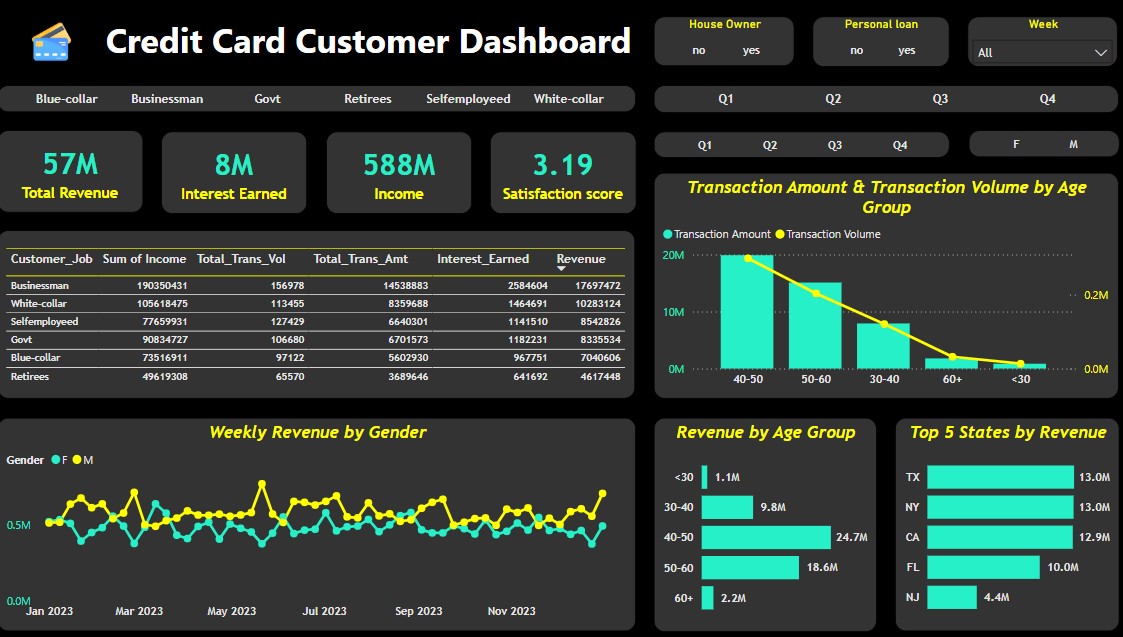 Credit Card Customer Dashboard
House Owner
no yes
Personal loan
no yes
Week
All
Blue-collar Businessman Govt Retirees Selfemployeed White-collar
Q1 Q2 Q3 Q4
Q1 Q2 Q3 Q4
F M
57M
Total Revenue
8M
Interest Earned
588M
Income
3.19
Satisfaction score
Customer_Job Sum of Income Total_Trans_Vol Total_Trans_Amt Interest_Earned Revenue
Businessman 190350431 156978 14538883 2584604 17697472
White-collar 105618475 113455 8359688 1464691 10283124
Selfemployeed 77659931 127429 6640301 1141510 8542826
Govt 90834727 106680 6701573 1182231 8335534
Blue-collar 73516911 97122 5602930 967751 7040606
Retirees 49619308 65570 3689646 641692 4617448
Transaction Amount & Transaction Volume by Age
Group
Transaction Amount Transaction Volume
20M
10M 0.2M
0M 0.0M
40-50 50-60 30-40 60+ <30
Weekly Revenue by Gender
Gender F M
0.5M
0.0M
Jan 2023 Mar 2023 May 2023 Jul 2023 Sep 2023 Nov 2023
Revenue by Age Group
<30 1.1M
30-40 9.8M
40-50 24.7M
50-60 18.6M
60+ 2.2M
Top 5 States by Revenue
TX 13.0M
NY 13.0M
CA 12.9M
FL 10.0M
NJ 4.4M